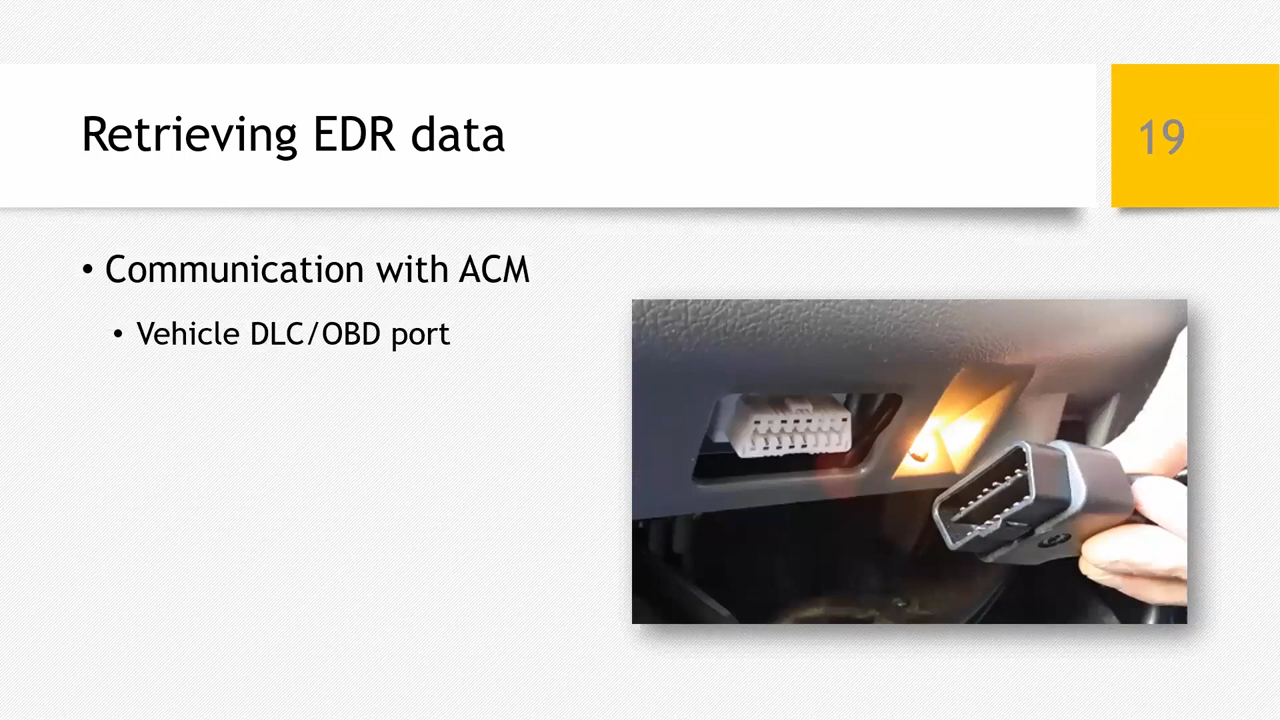 Retrieving EDR data
19
• Communication with ACM
• Vehicle DLC/OBD port